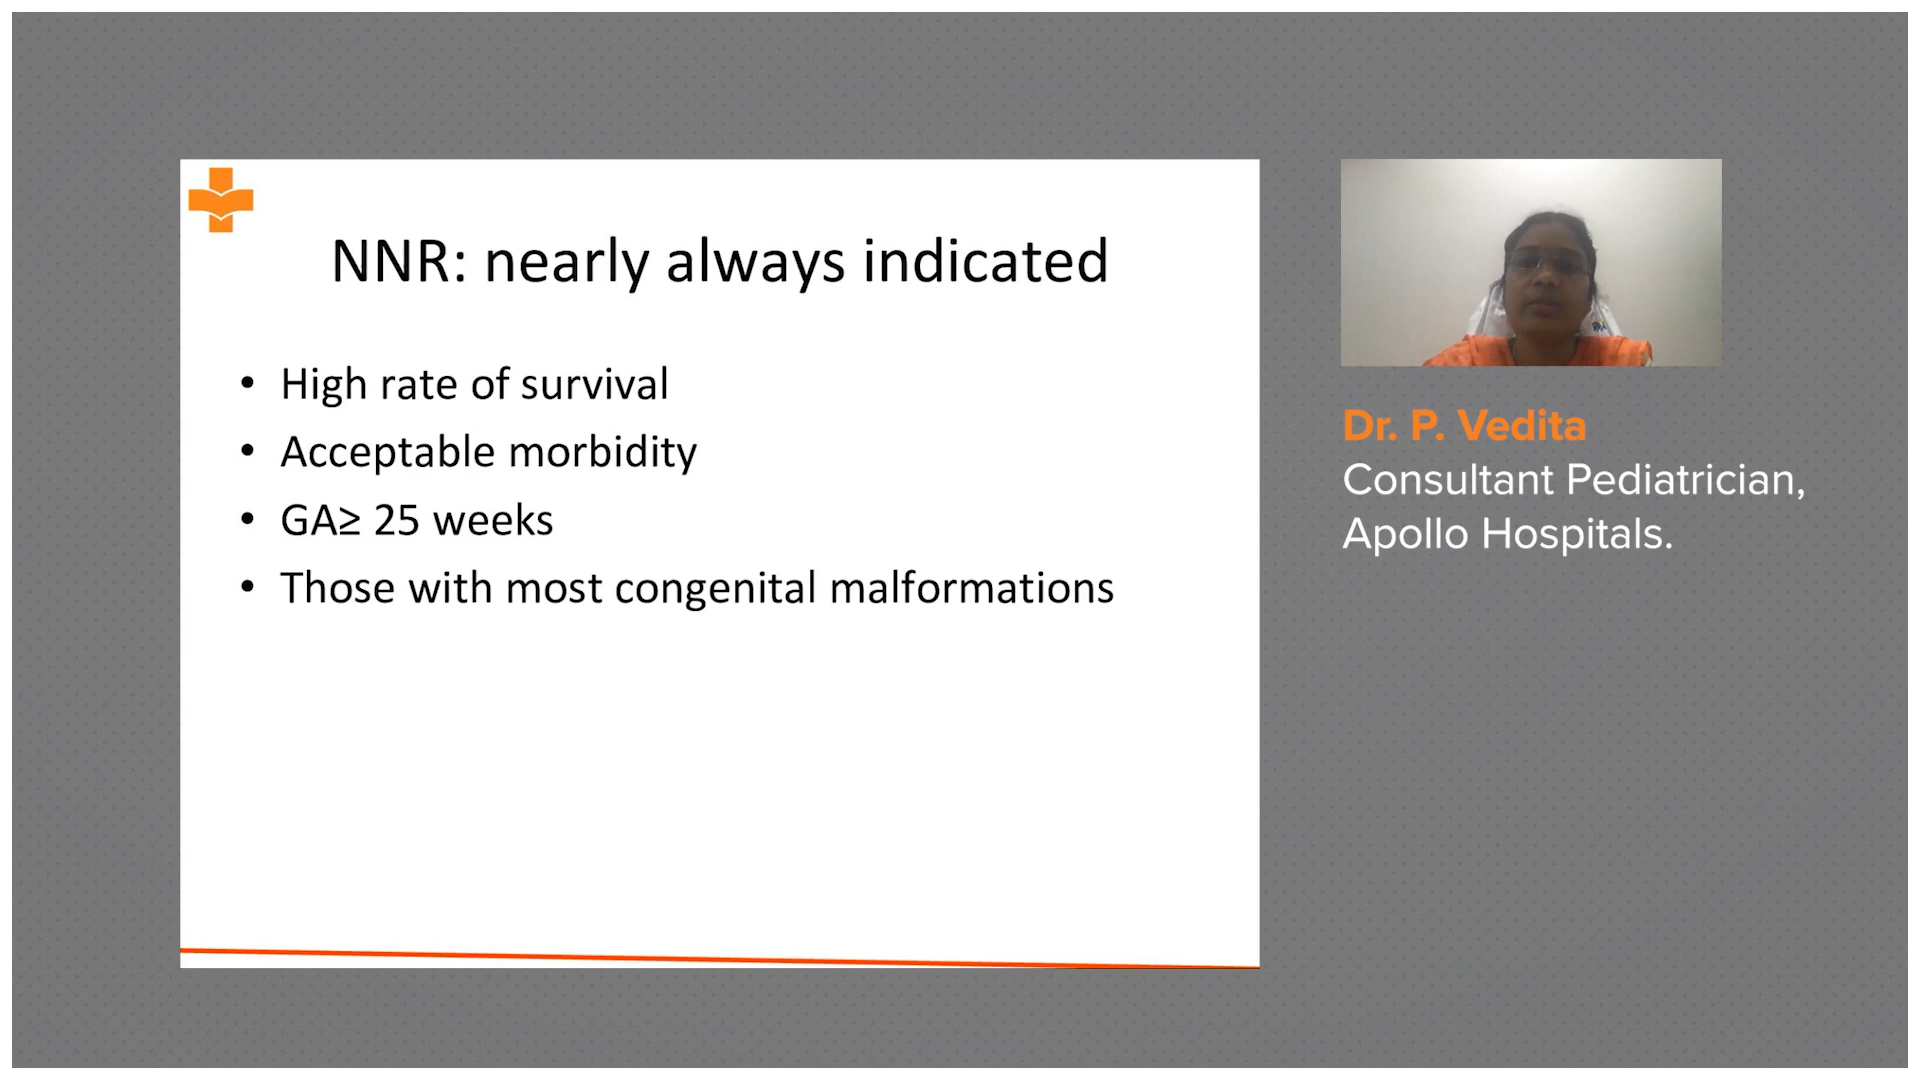 NNR: nearly always indicated
• High rate of survival
• Acceptable morbidity
• GA≥ 25 weeks
• Those with most congenital malformations
Dr. P. Vedita
Consultant Pediatrician,
Apollo Hospitals.